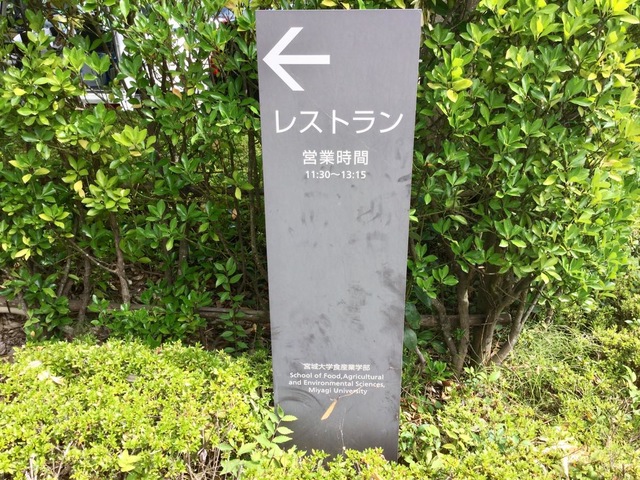 ←
レストラン
営業時間
11:30〜13:15
宮城大学食産業学部
School of Food,Agricultural
and Environmental Sciences,
Miyagi University